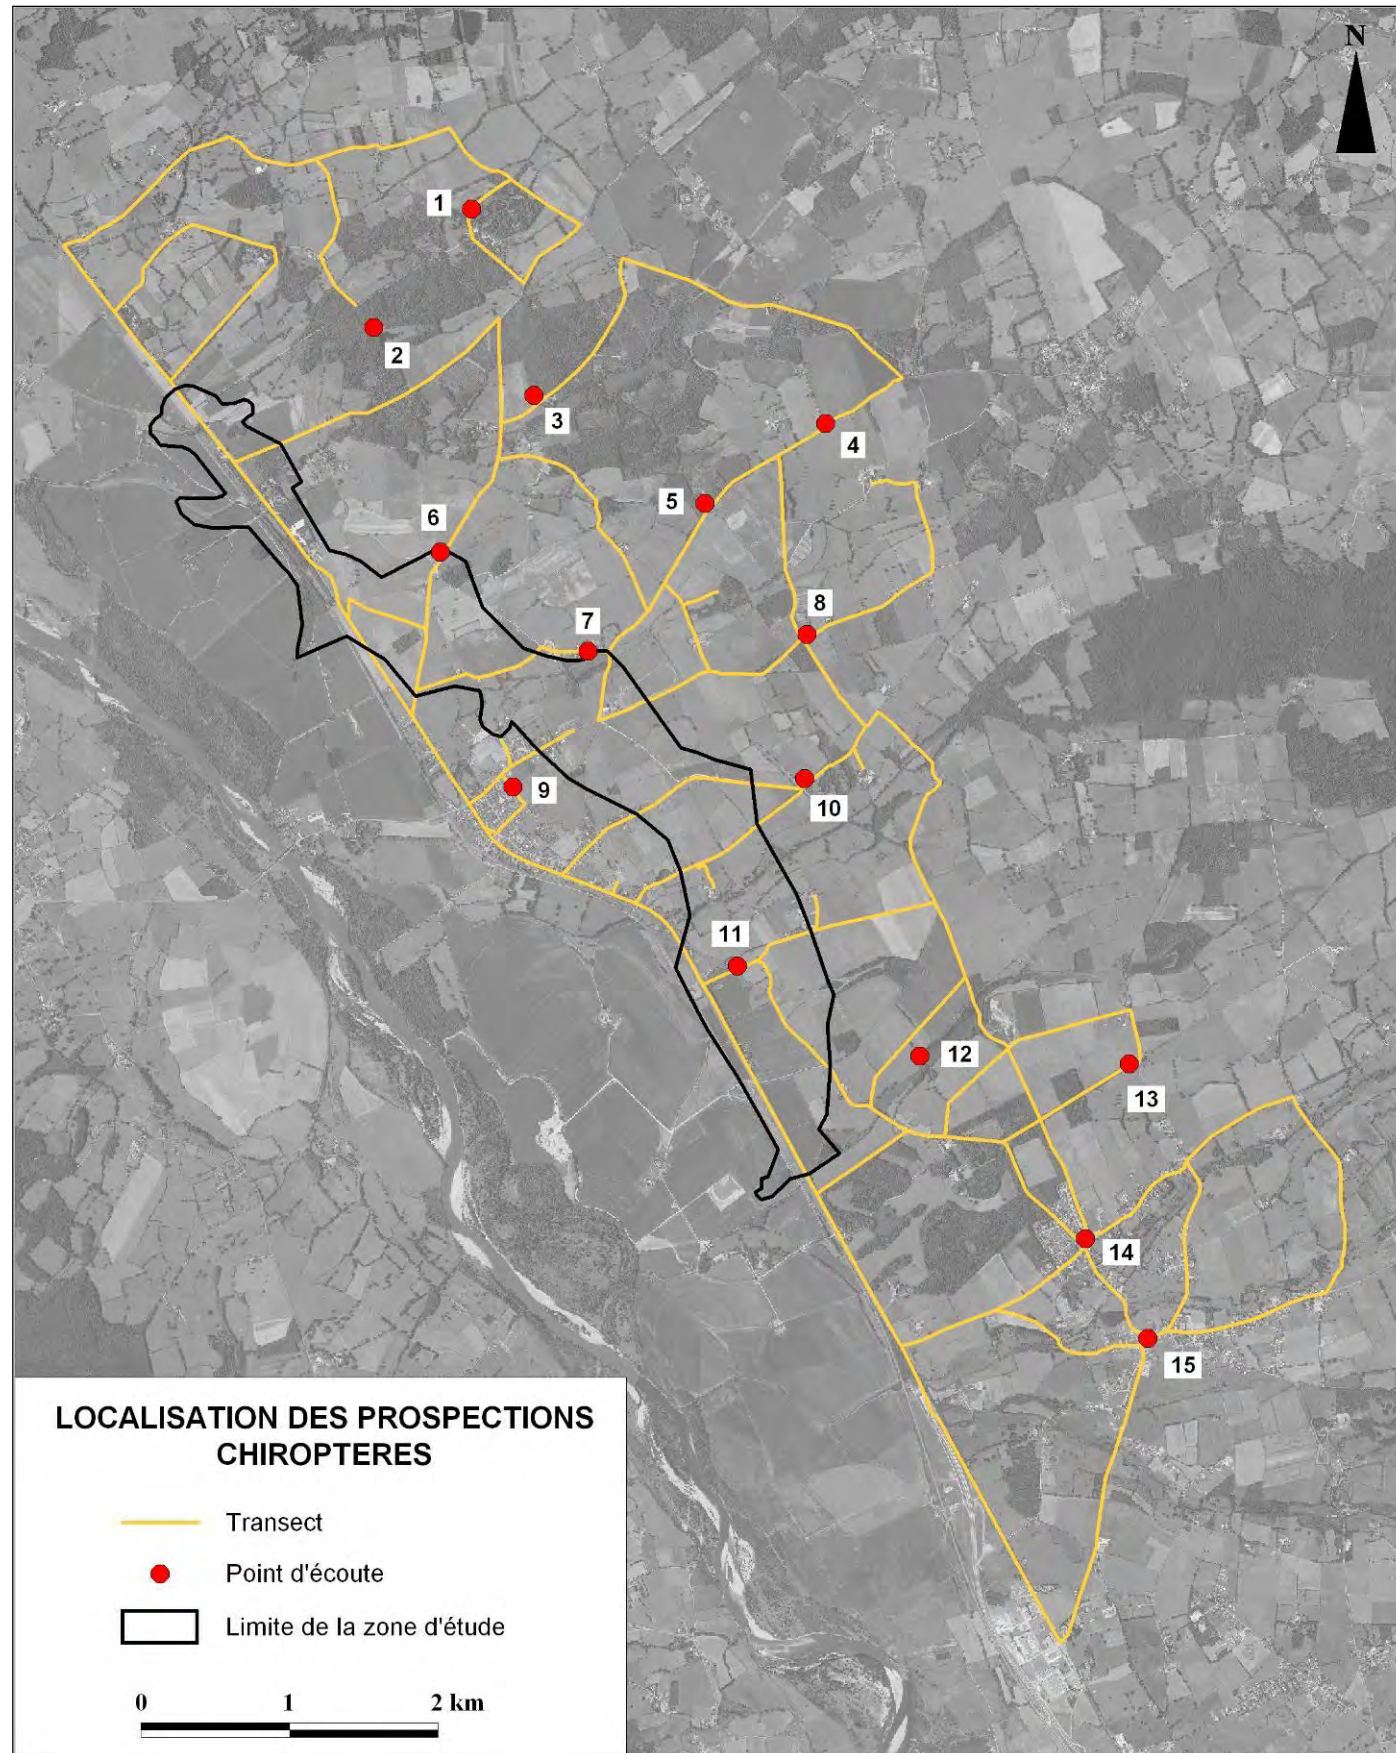 N
1
2
3
4
5
6
7
8
9
10
11
12
13
14
15
LOCALISATION DES PROSPECTIONS
CHIROPTERES
Transect
Point d'écoute
Limite de la zone d'étude
0 1 2 km